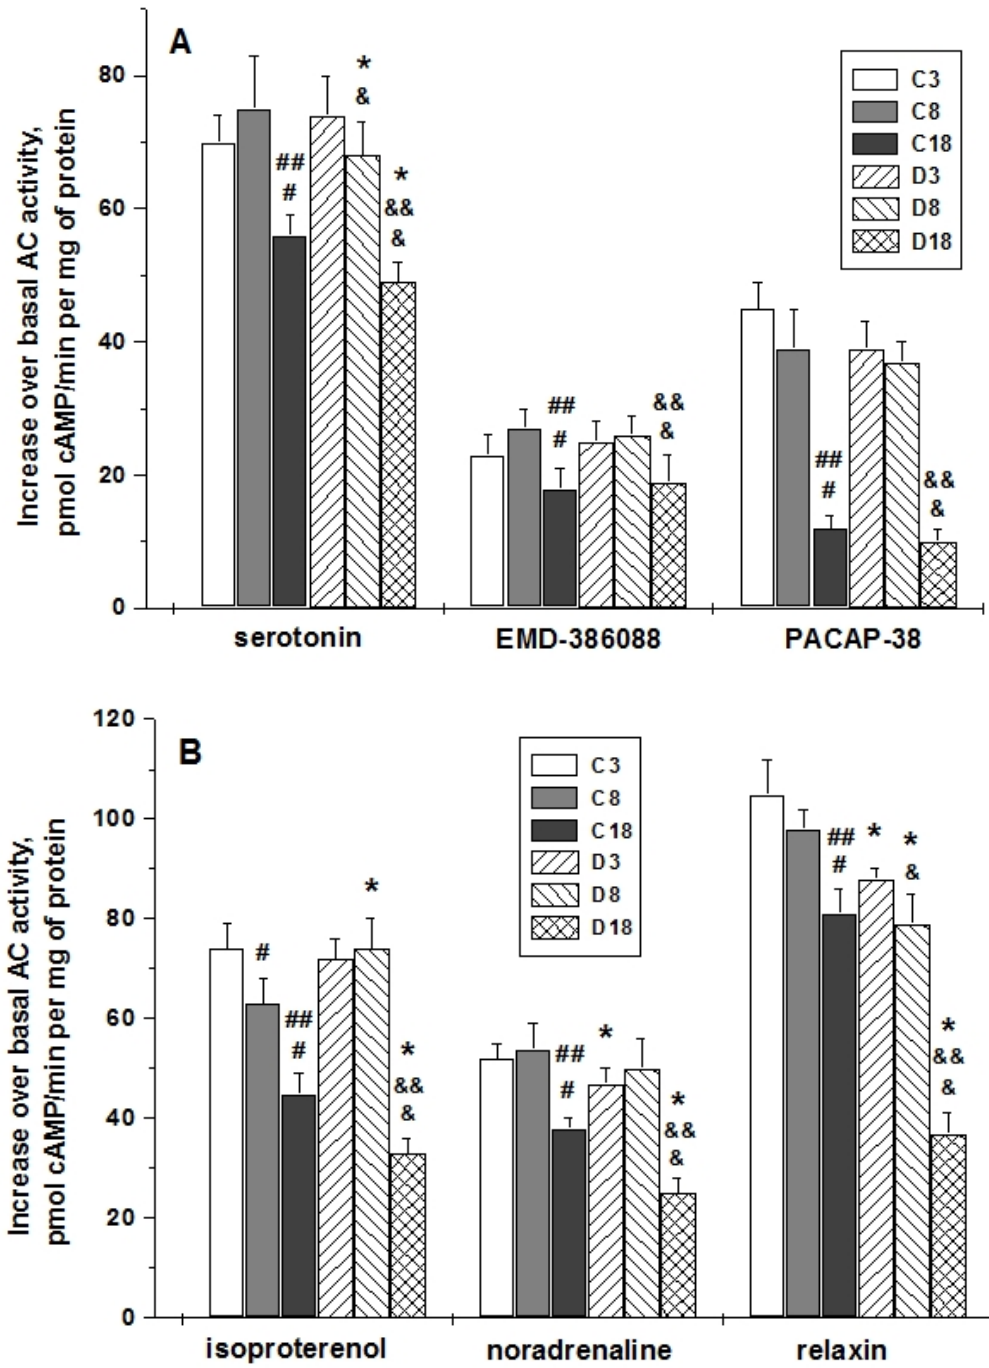 A
Increase over basal AC activity,
pmol cAMP/min per mg of protein
80
60
40
20
0
C3
C8
C18
D3
D8
D18
##
#
*
&
*
&&
&
##
#
&&
&
##
#
&&
&
serotonin
EMD-386088
PACAP-38
B
Increase over basal AC activity,
pmol cAMP/min per mg of protein
120
100
80
60
40
20
0
C3
C8
C18
D3
D8
D18
#
##
#
*
*
&&
&
##
#
*
*
&&
&
##
#
*
*
&
*
&&
&
isoproterenol
noradrenaline
relaxin